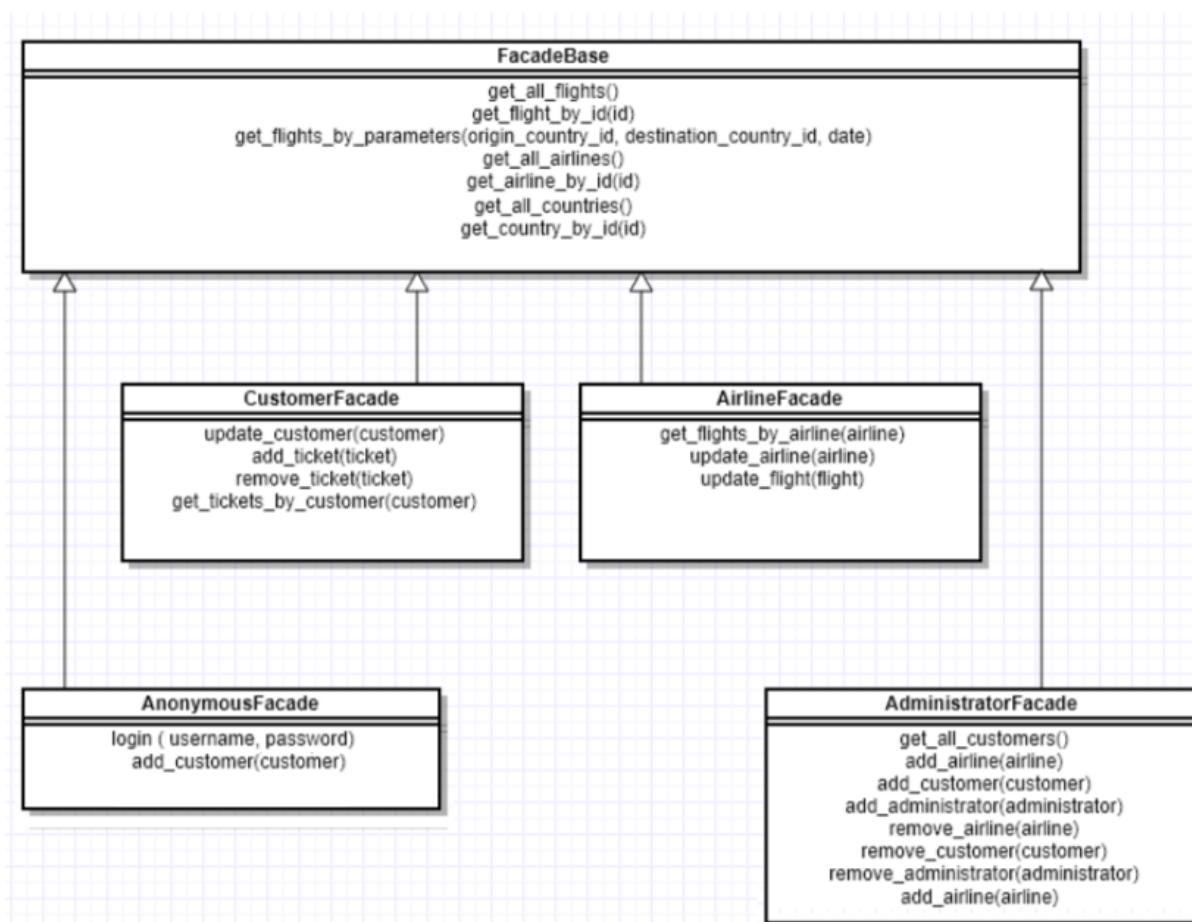 FacadeBase
get_all_flights()
get_flight_by_id(id)
get_flights_by_parameters(origin_country_id, destination_country_id, date)
get_all_airlines()
get_airline_by_id(id)
get_all_countries()
get_country_by_id(id)
CustomerFacade
update_customer(customer)
add_ticket(ticket)
remove_ticket(ticket)
get_tickets_by_customer(customer)
AirlineFacade
get_flights_by_airline(airline)
update_airline(airline)
update_flight(flight)
AnonymousFacade
login ( username, password)
add_customer(customer)
AdministratorFacade
get_all_customers()
add_airline(airline)
add_customer(customer)
add_administrator(administrator)
remove_airline(airline)
remove_customer(customer)
remove_administrator(administrator)
add_airline(airline)